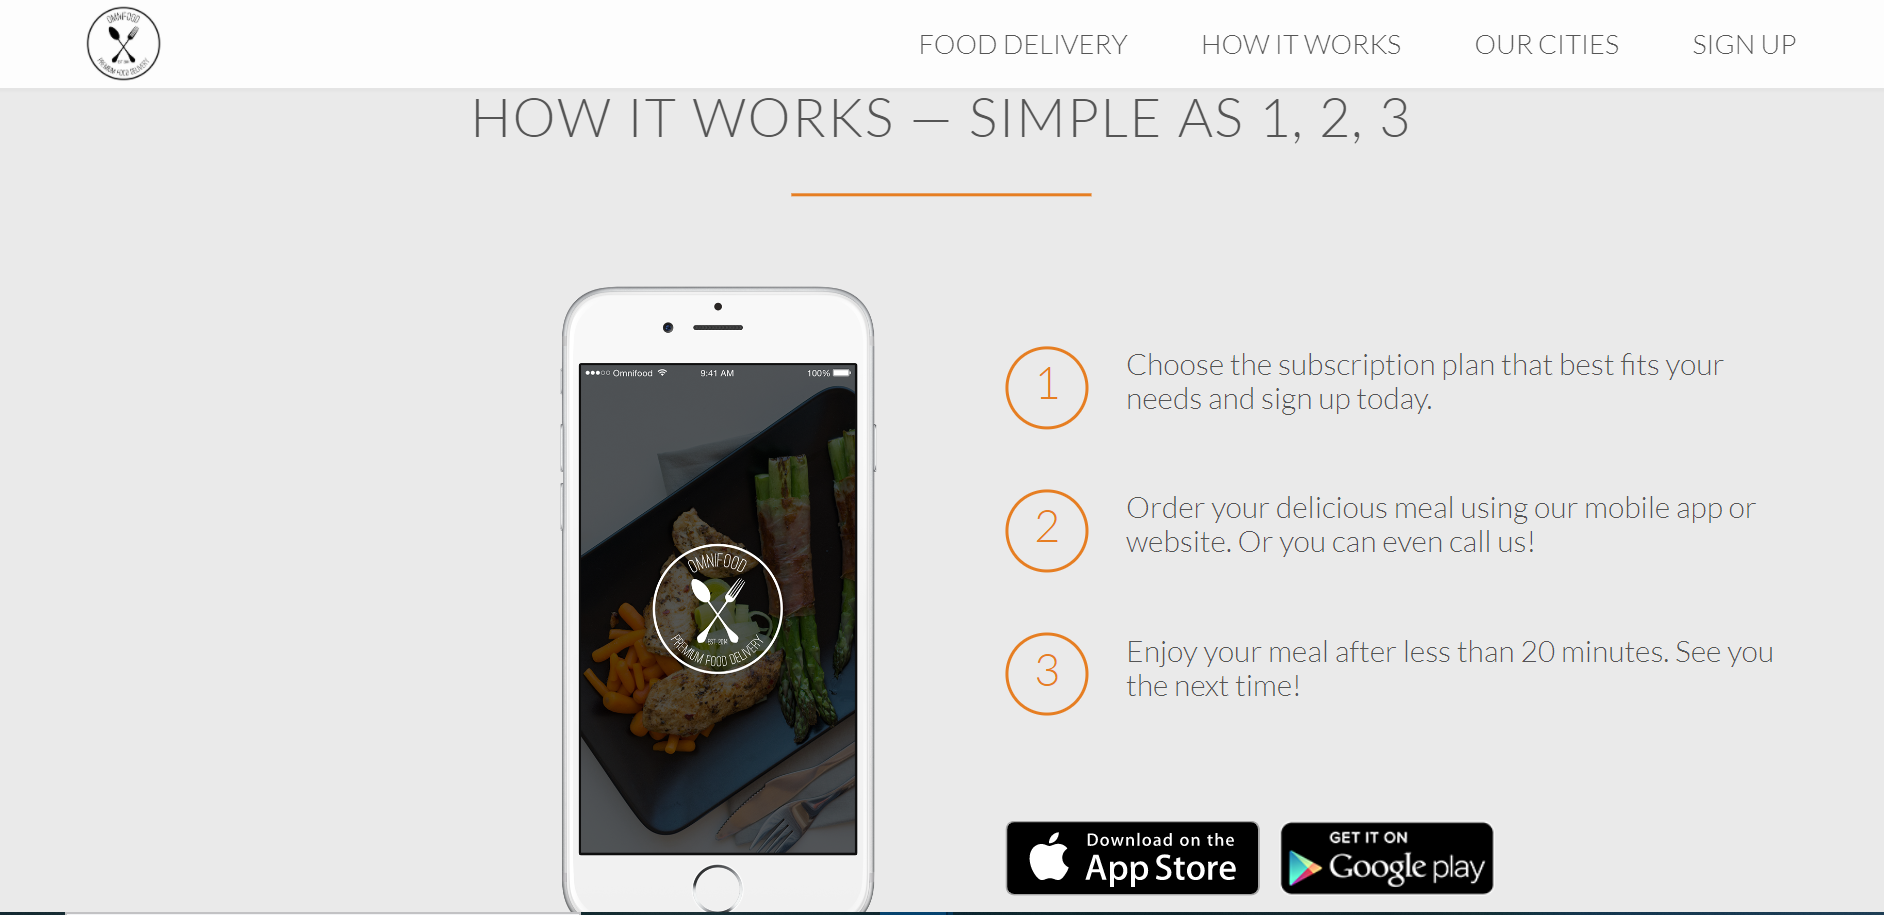 OMNIFOOD
PREMIUM FOOD DELIVERY
FOOD DELIVERY
HOW IT WORKS
OUR CITIES
SIGN UP
HOW IT WORKS — SIMPLE AS 1, 2, 3
Omnifood 9:41 AM 100%
OMNIFOOD
EST 2014
PREMIUM FOOD DELIVERY
1
Choose the subscription plan that best fits your
needs and sign up today.
2
Order your delicious meal using our mobile app or
website. Or you can even call us!
3
Enjoy your meal after less than 20 minutes. See you
the next time!
Download on the
App Store
GET IT ON
Google play